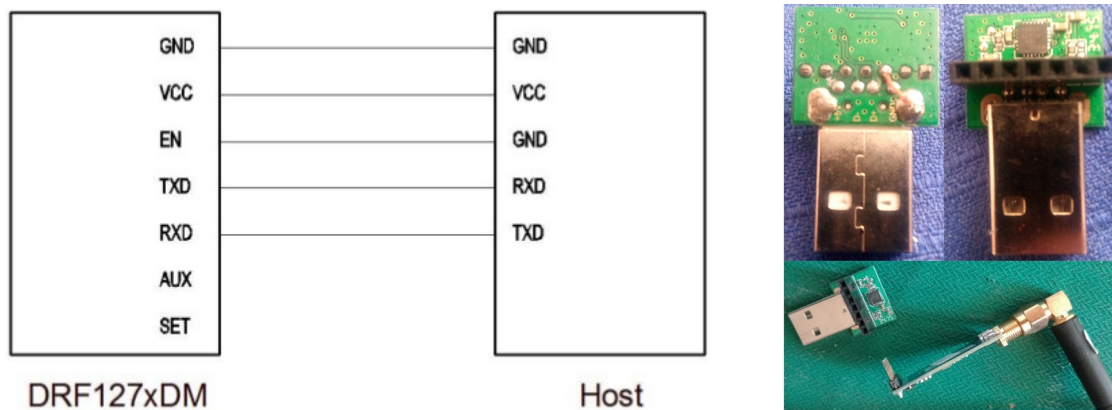 GND GND
VCC VCC
EN GND
TXD RXD
RXD TXD
AUX
SET
DRF127xDM Host